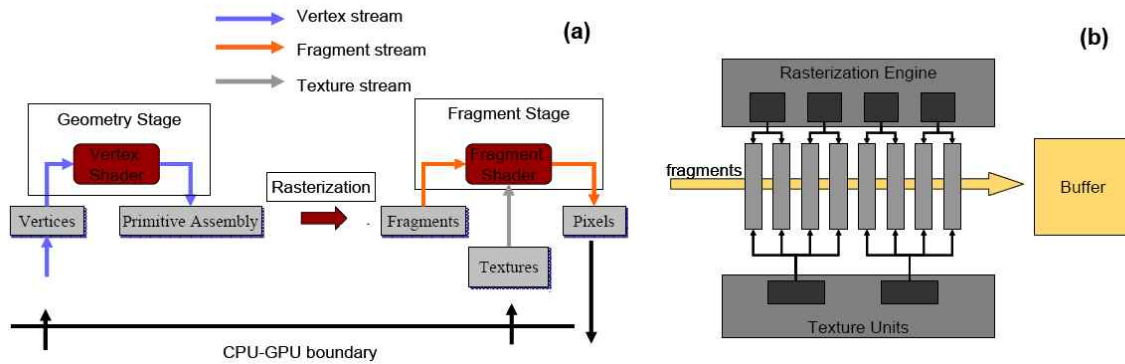 Vertex stream
(a)
Fragment stream
Texture stream
Geometry Stage
Vertex
Shader
Fragment Stage
Fragment
Shader
Rasterization
Vertices
Primitive Assembly
Fragments
Pixels
Textures
CPU-GPU boundary
(b)
Rasterization Engine
fragments
Buffer
Texture Units